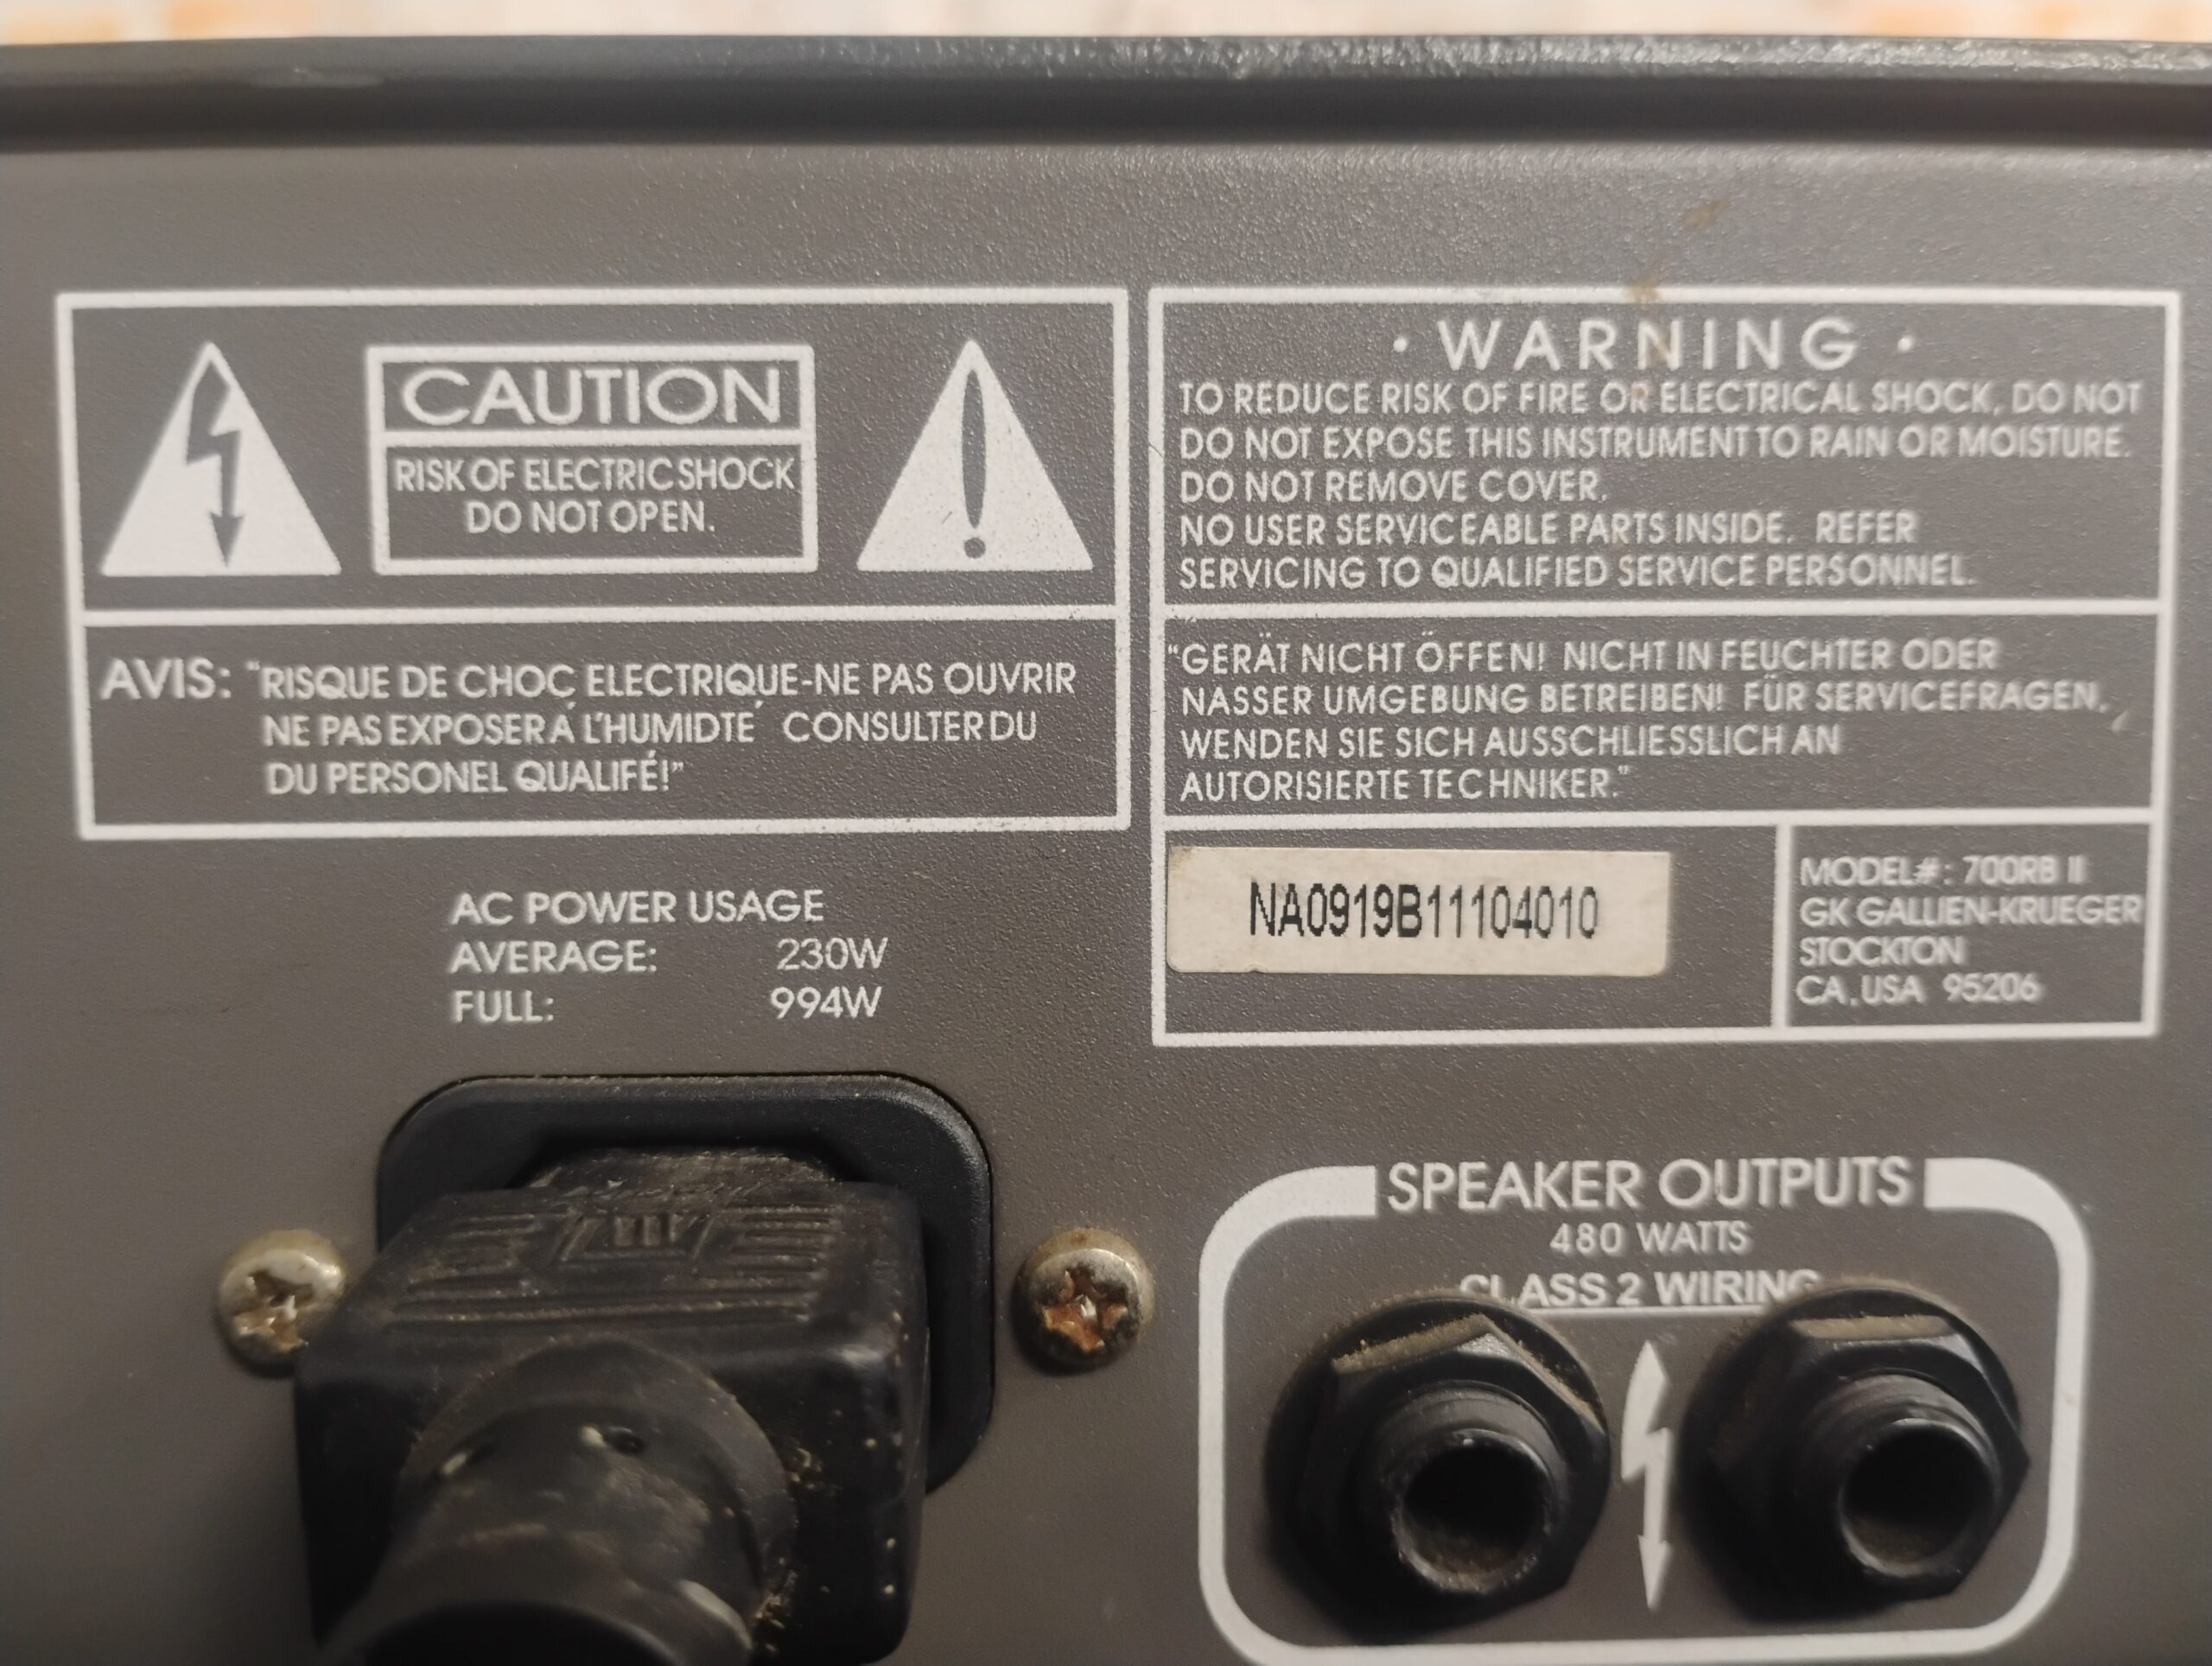 CAUTION
RISK OF ELECTRIC SHOCK
DO NOT OPEN.
AVIS: "RISQUE DE CHOC ELECTRIQUE-NE PAS OUVRIR
NE PAS EXPOSER Á L'HUMIDTE´ CONSULTER DU
DU PERSONEL QUALIFÉ!"
· WARNING ·
TO REDUCE RISK OF FIRE OR ELECTRICAL SHOCK, DO NOT
DO NOT EXPOSE THIS INSTRUMENT TO RAIN OR MOISTURE.
DO NOT REMOVE COVER.
NO USER SERVICEABLE PARTS INSIDE. REFER
SERVICING TO QUALIFIED SERVICE PERSONNEL.
"GERÄT NICHT ÖFFEN! NICHT IN FEUCHTER ODER
NASSER UMGEBUNG BETREIBEN! FÜR SERVICEFRAGEN,
WENDEN SIE SICH AUSSCHLIESSLICH AN
AUTORISIERTE TECHNIKER."
NA0919B11104010
MODEL#: 700RB II
GK GALLIEN-KRUEGER
STOCKTON
CA, USA 95206
AC POWER USAGE
AVERAGE: 230W
FULL: 994W
SPEAKER OUTPUTS
480 WATTS
CLASS 2 WIRING